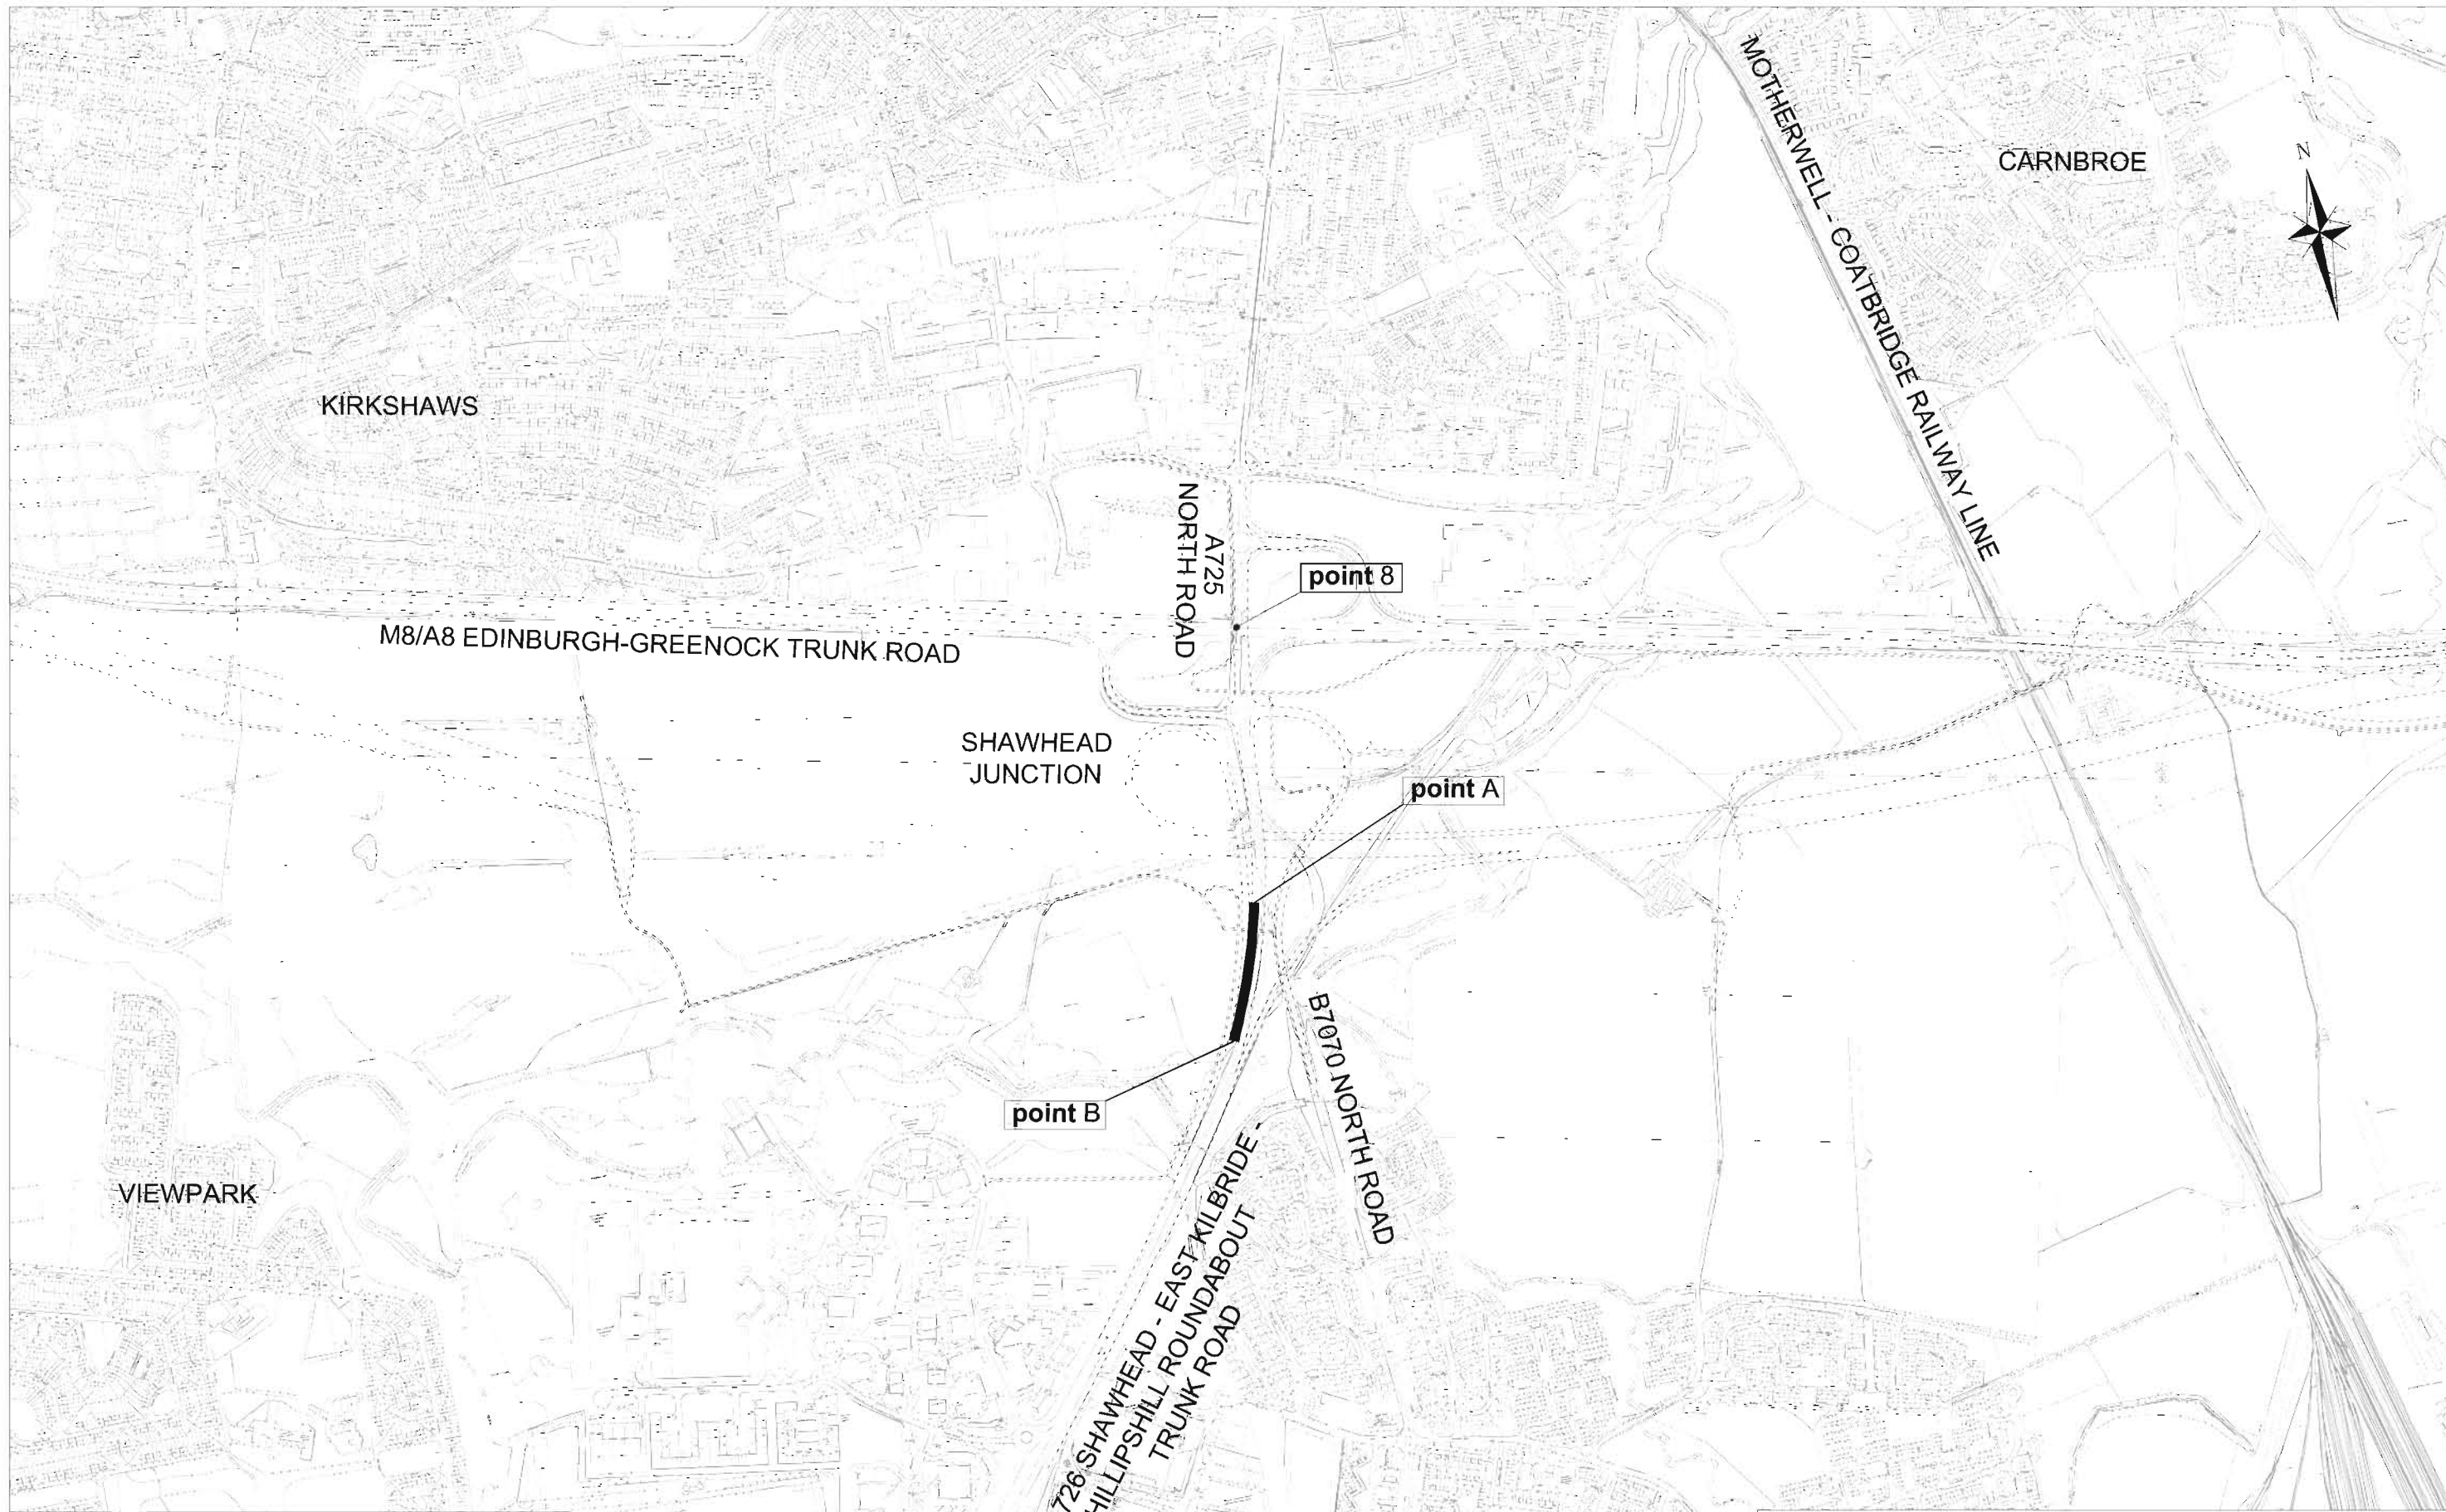 MOTHERWELL - COATBRIDGE RAILWAY LINE
CARNBROE
N
KIRKSHAWS
A725
NORTH ROAD
point 8
M8/A8 EDINBURGH-GREENOCK TRUNK ROAD
SHAWHEAD
JUNCTION
point A
B7070 NORTH ROAD
point B
VIEWPARK
726 SHAWHEAD - EAST KILBRIDE -
HILLIPSHILL ROUNDABOUT
TRUNK ROAD